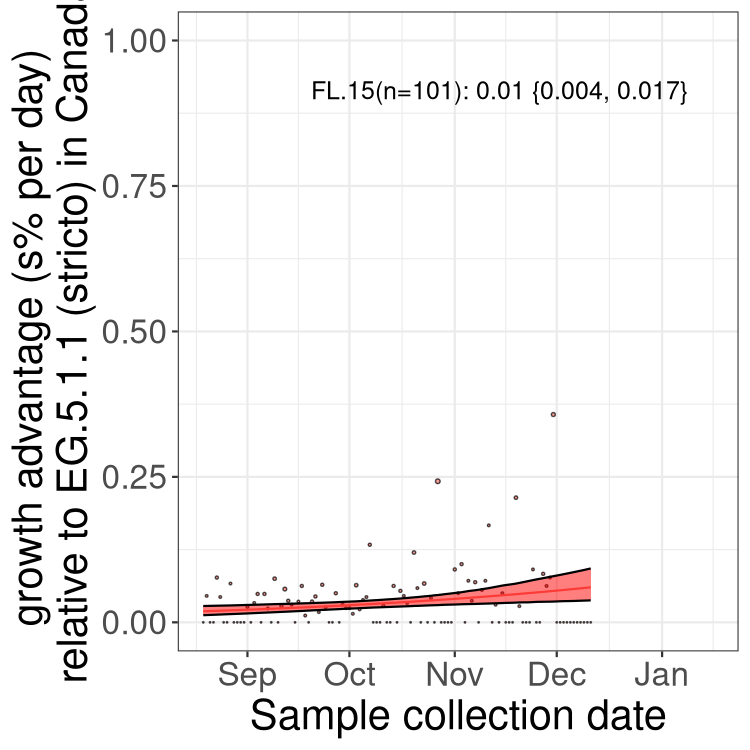 growth advantage (s% per day)
relative to EG.5.1.1 (stricto) in Canada
1.00
0.75
0.50
0.25
0.00
FL.15(n=101): 0.01 {0.004, 0.017}
Sep Oct Nov Dec Jan
Sample collection date